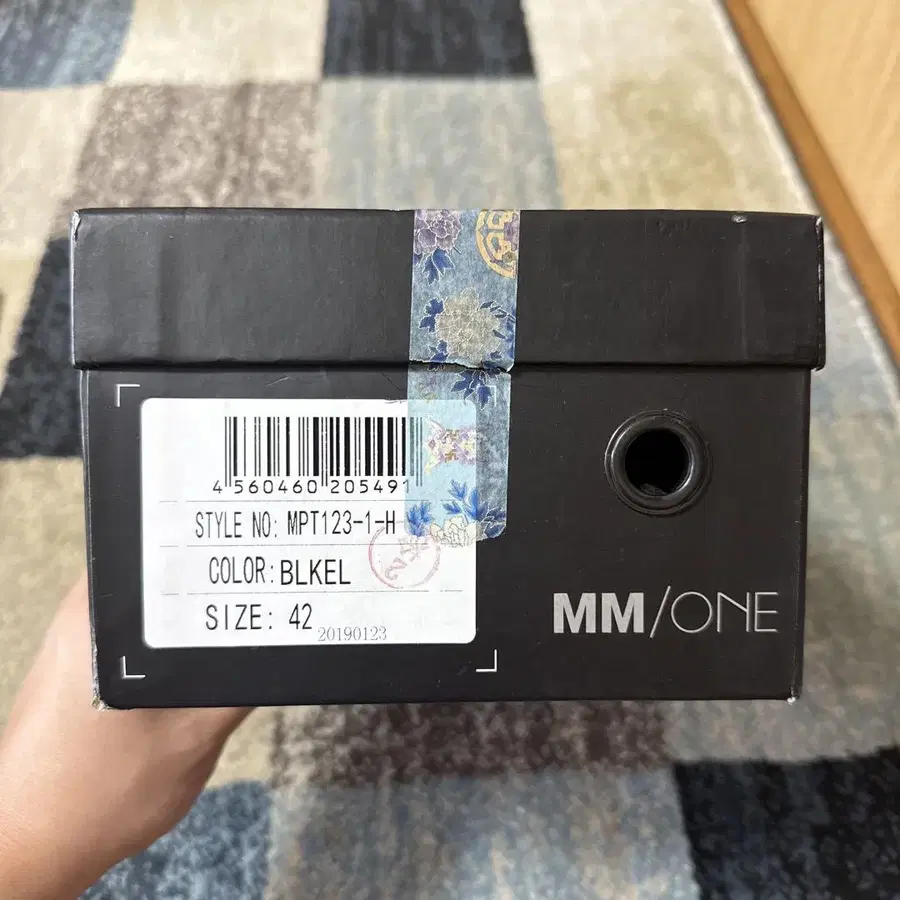 4 560460 205491
STYLE NO: MPT123-1-H
COLOR: BLKEL
SIZE: 42
20190123
MM/ONE